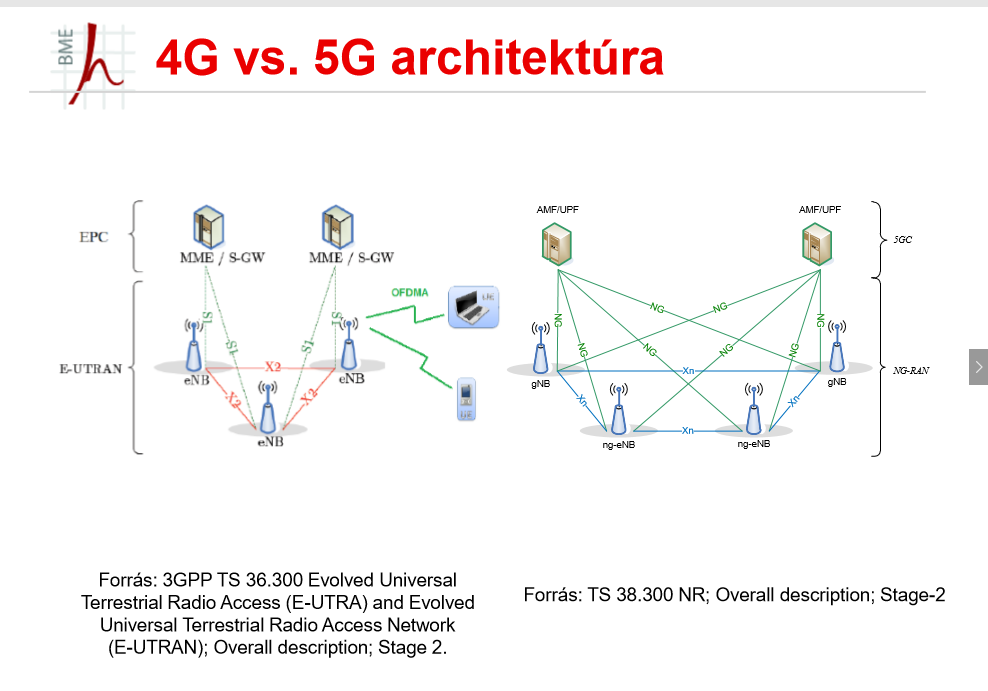 BME
4G vs. 5G architektúra
EPC
MME / S-GW
MME / S-GW
S1
S1
S1
S1
OFDMA
UE
UE
E-UTRAN
eNB
eNB
eNB
X2
X2
X2
AMF/UPF
AMF/UPF
5GC
NG
NG
NG
NG
NG
NG
NG
NG
gNB
gNB
Xn
Xn
Xn
Xn
ng-eNB
ng-eNB
NG-RAN
Forrás: 3GPP TS 36.300 Evolved Universal
Terrestrial Radio Access (E-UTRA) and Evolved
Universal Terrestrial Radio Access Network
(E-UTRAN); Overall description; Stage 2.
Forrás: TS 38.300 NR; Overall description; Stage-2